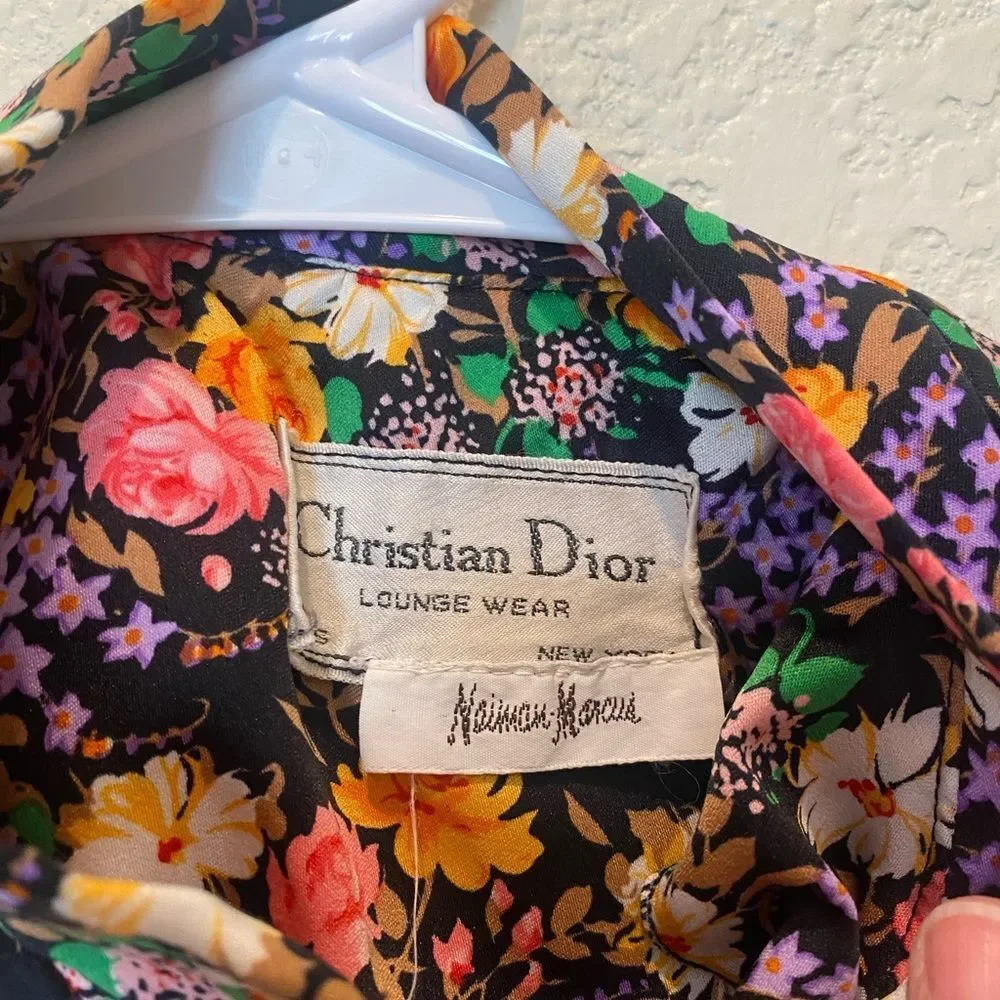 Christian Dior
LOUNGE WEAR
NEW YORK
Neiman-Marcus